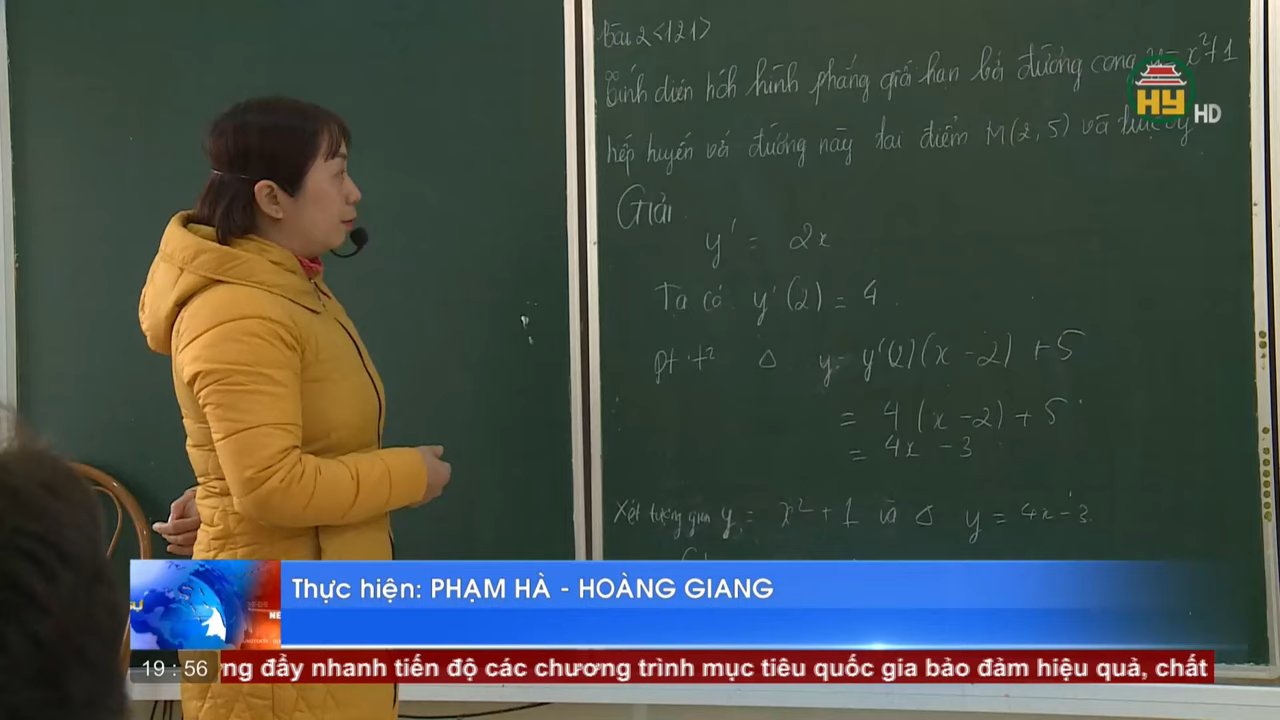 Bài 2 <121>
Tính diện tích hình phẳng giới hạn bởi đường cong y = x² + 1
tiếp tuyến với đường này tại điểm M(2,5) và trục y
Giải
y' = 2x
Ta có y'(2) = 4
pt t² Δ y = y'(2)(x - 2) + 5
= 4(x - 2) + 5
= 4x - 3
Xét tương giao y = x² + 1 và Δ y = 4x - 3
HY HD
Thực hiện: PHẠM HÀ - HOÀNG GIANG
19 : 56 ng đẩy nhanh tiến độ các chương trình mục tiêu quốc gia bảo đảm hiệu quả, chất